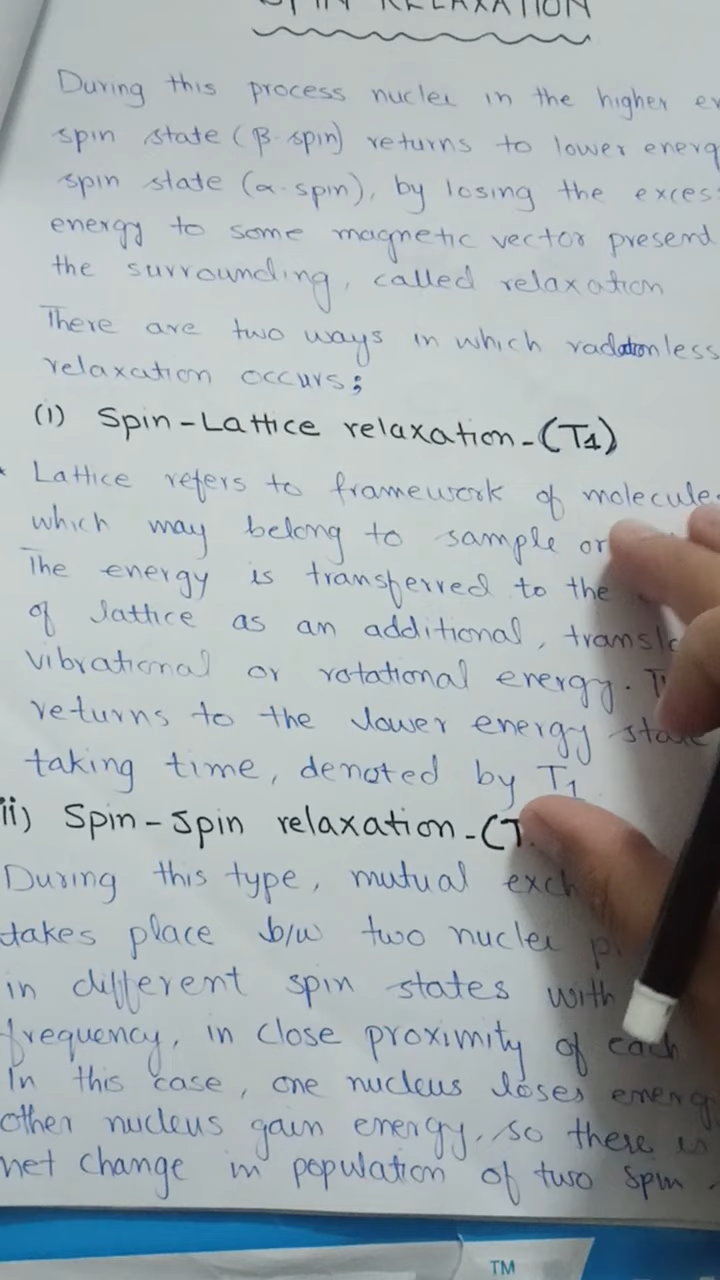 SPIN RELAXATION
During this process nuclei in the higher
spin state (β-spin) returns to lower energ
spin state (α-spin), by losing the exces
energy to some magnetic vector present
the surrounding, called relaxation
There are two ways in which radationless
relaxation occurs;
(i) Spin-Lattice relaxation-(T1)
Lattice refers to framework of molecule
which may belong to sample or
The energy is transferred to the
of lattice as an additional, transla
vibrational or rotational energy. T
returns to the lower energy state
taking time, denoted by T1
ii) Spin-Spin relaxation-(T
During this type, mutual exch
takes place b/w two nuclei p
in different spin states with
frequency, in close proximity of each
In this case, one nucleus loses energy
other nucleus gain energy, so there is
net change in population of two spin
TM